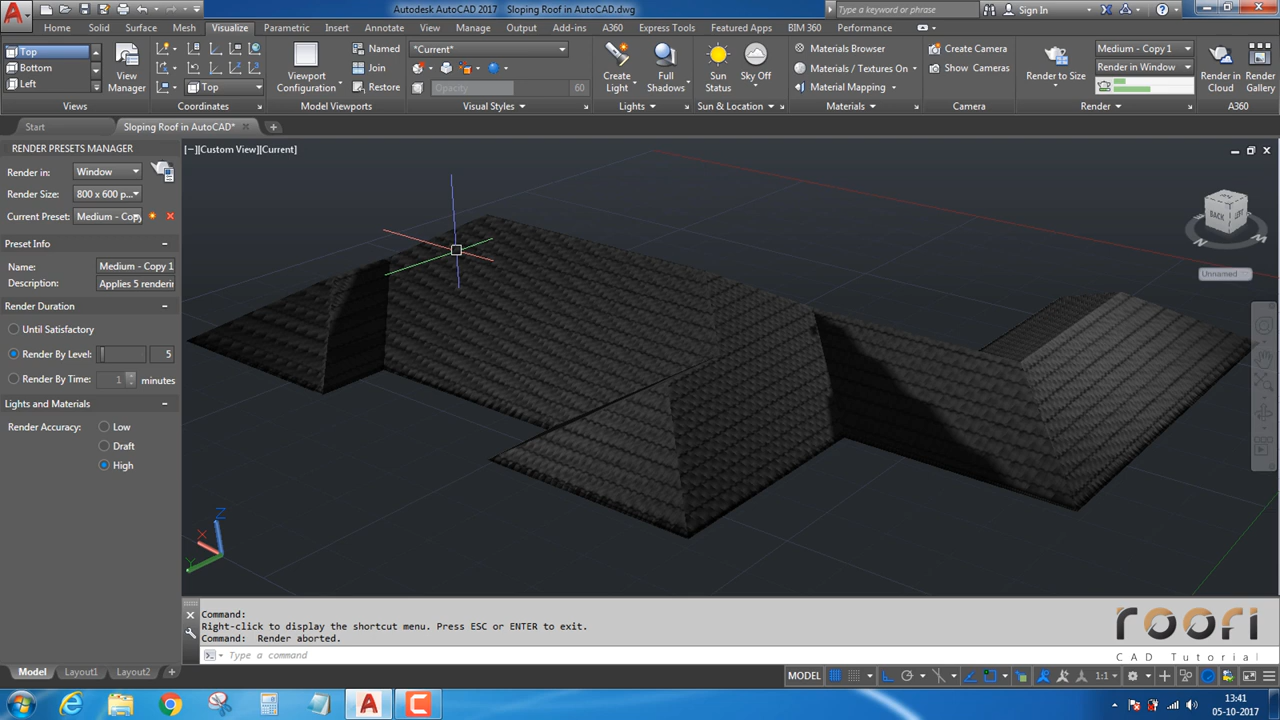 Autodesk AutoCAD 2017 Sloping Roof in AutoCAD.dwg
Type a keyword or phrase
Sign In
Home Solid Surface Mesh Visualize Parametric Insert Annotate View Manage Output Add-ins A360 Express Tools Featured Apps BIM 360 Performance
Top
Bottom
Left
View Manager
Top
Viewport Configuration
Named
Join
Restore
*Current*
Opacity 60
Create Light
Full Shadows
Sun Status
Sky Off
Materials Browser
Materials / Textures On
Material Mapping
Create Camera
Show Cameras
Render to Size
Medium - Copy 1
Render in Window
Render in Cloud
Render Gallery
Views Coordinates Model Viewports Visual Styles Lights Sun & Location Materials Camera Render A360
Start Sloping Roof in AutoCAD*
RENDER PRESETS MANAGER
Render in: Window
Render Size: 800 x 600 p...
Current Preset: Medium - Copy
Preset Info
Name: Medium - Copy 1
Description: Applies 5 renderin
Render Duration
Until Satisfactory
Render By Level: 5
Render By Time: 1 minutes
Lights and Materials
Render Accuracy: Low
Draft
High
[−][Custom View][Current]
BACK LEFT
N W
Unnamed
Z
X
Y
Command:
Right-click to display the shortcut menu. Press ESC or ENTER to exit.
Command: Render aborted.
Type a command
roofi
CAD Tutorial
Model Layout1 Layout2
MODEL 1:1
13:41
05-10-2017